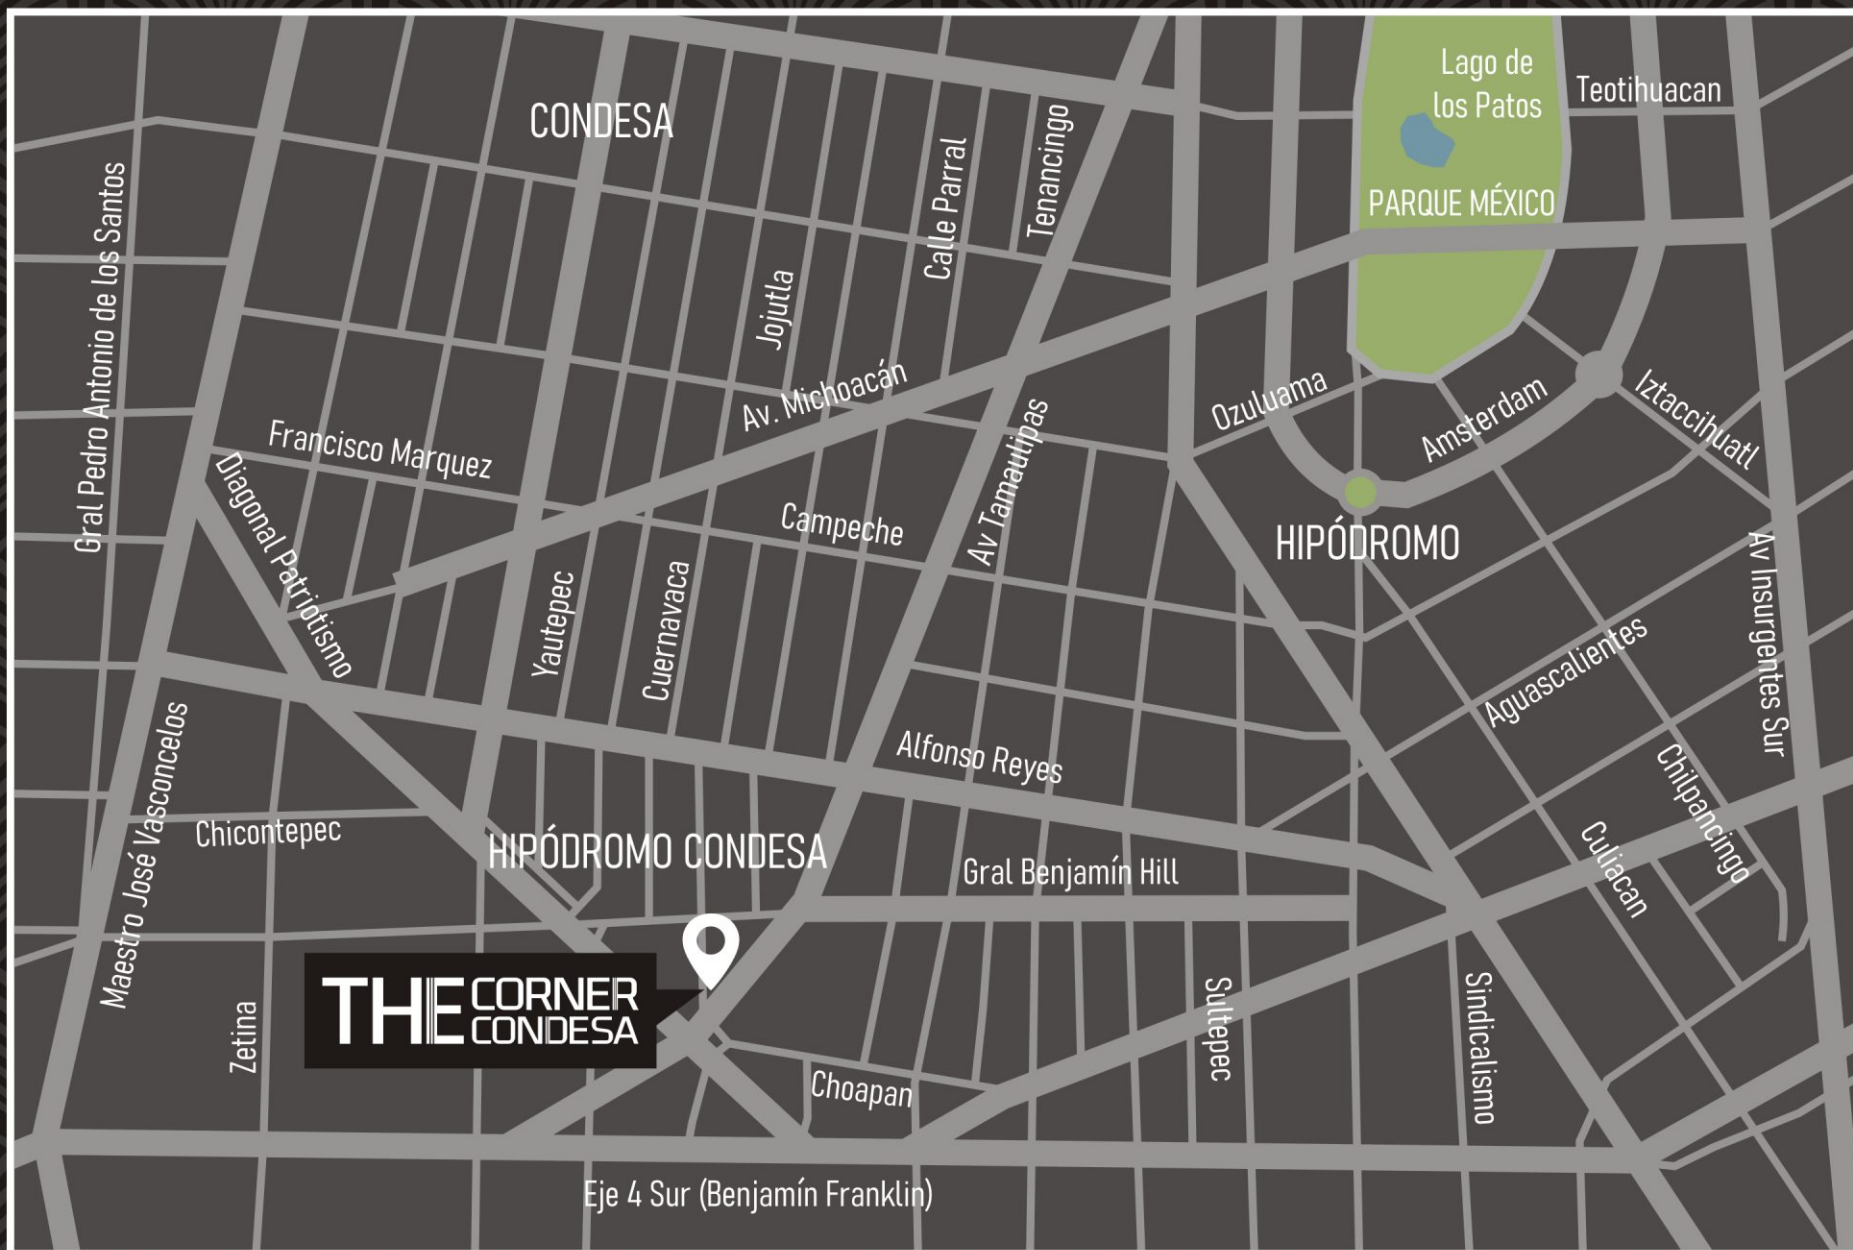 Lago de
los Patos
Teotihuacan
CONDESA
Tenancingo
Calle Parral
PARQUE MÉXICO
Gral Pedro Antonio de los Santos
Jojutla
Av. Michoacán
Ozuluama
Amsterdam
Iztaccihuatl
Francisco Marquez
Diagonal Patriotismo
Av Tamaulipas
Campeche
HIPÓDROMO
Av Insurgentes Sur
Yautepec
Cuernavaca
Aguascalientes
Alfonso Reyes
Chilpancingo
Maestro José Vasconcelos
Chicontepec
HIPÓDROMO CONDESA
Gral Benjamín Hill
Culiacan
THE CORNER
CONDESA
Zetina
Sultepec
Sindicalismo
Choapan
Eje 4 Sur (Benjamín Franklin)